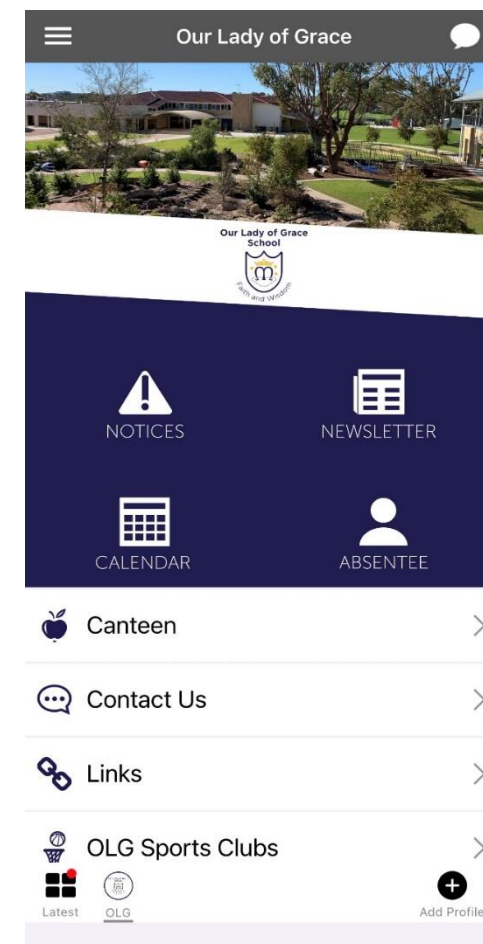 Our Lady of Grace
Our Lady of Grace
School
Faith and Wisdom
NOTICES
NEWSLETTER
CALENDAR
ABSENTEE
Canteen
Contact Us
Links
OLG Sports Clubs
Latest
OLG
Add Profile